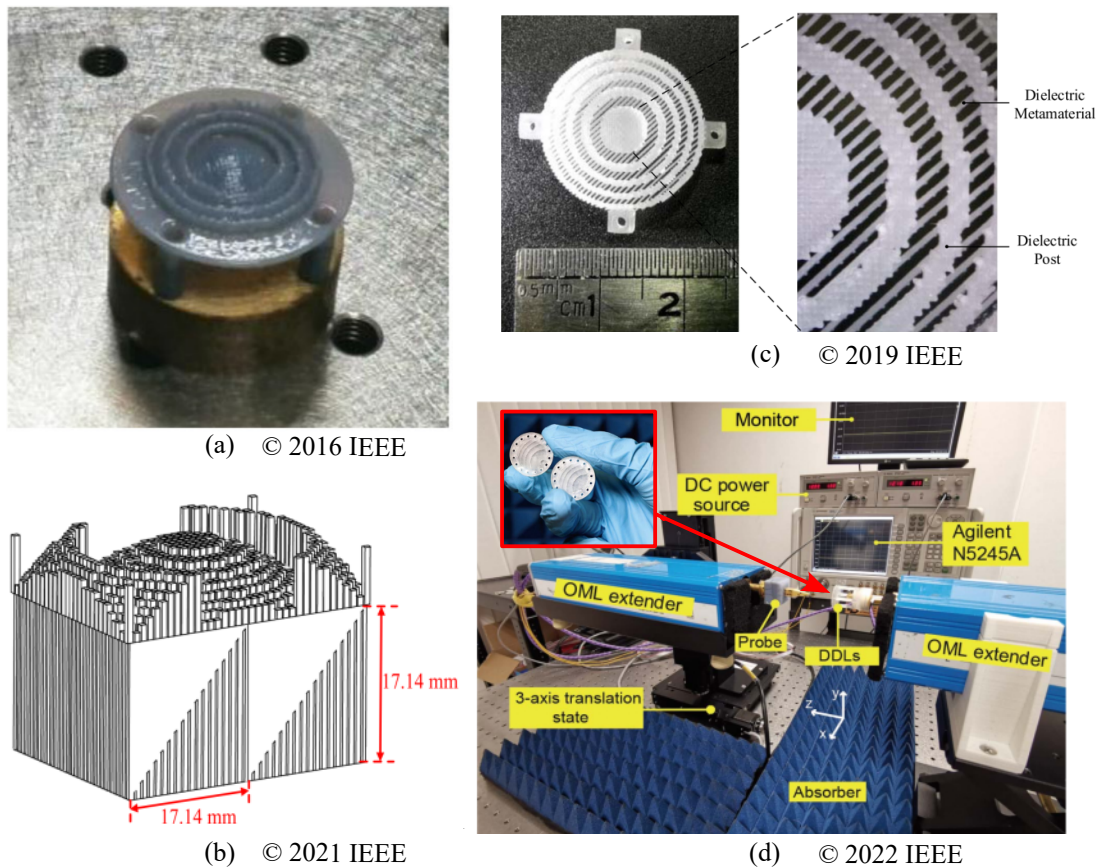 (a) © 2016 IEEE
17.14 mm
17.14 mm
(b) © 2021 IEEE
Dielectric
Metamaterial
Dielectric
Post
0.5mm
cm 1 2
(c) © 2019 IEEE
Monitor
DC power
source
Agilent
N5245A
OML extender
Probe
DDLs
OML extender
3-axis translation
state
y
z
x
Absorber
(d) © 2022 IEEE